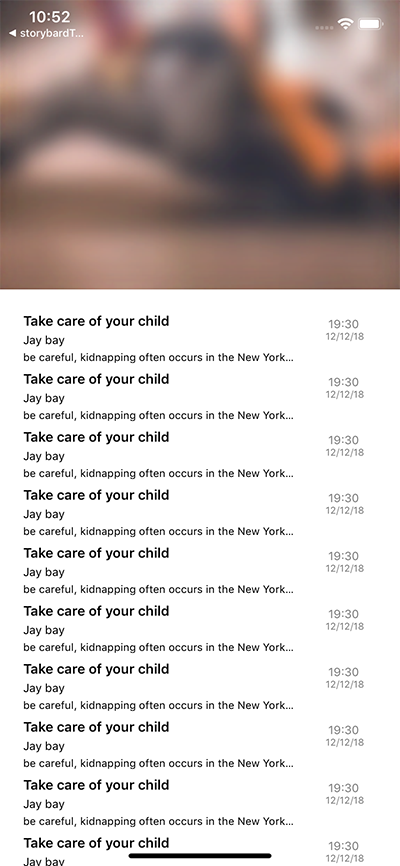 10:52
◀ storybardT...
Take care of your child
19:30
Jay bay
12/12/18
be careful, kidnapping often occurs in the New York...
Take care of your child
19:30
Jay bay
12/12/18
be careful, kidnapping often occurs in the New York...
Take care of your child
19:30
Jay bay
12/12/18
be careful, kidnapping often occurs in the New York...
Take care of your child
19:30
Jay bay
12/12/18
be careful, kidnapping often occurs in the New York...
Take care of your child
19:30
Jay bay
12/12/18
be careful, kidnapping often occurs in the New York...
Take care of your child
19:30
Jay bay
12/12/18
be careful, kidnapping often occurs in the New York...
Take care of your child
19:30
Jay bay
12/12/18
be careful, kidnapping often occurs in the New York...
Take care of your child
19:30
Jay bay
12/12/18
be careful, kidnapping often occurs in the New York...
Take care of your child
19:30
Jay bay
12/12/18
be careful, kidnapping often occurs in the New York...
Take care of your child
19:30
Jay bay
12/12/18